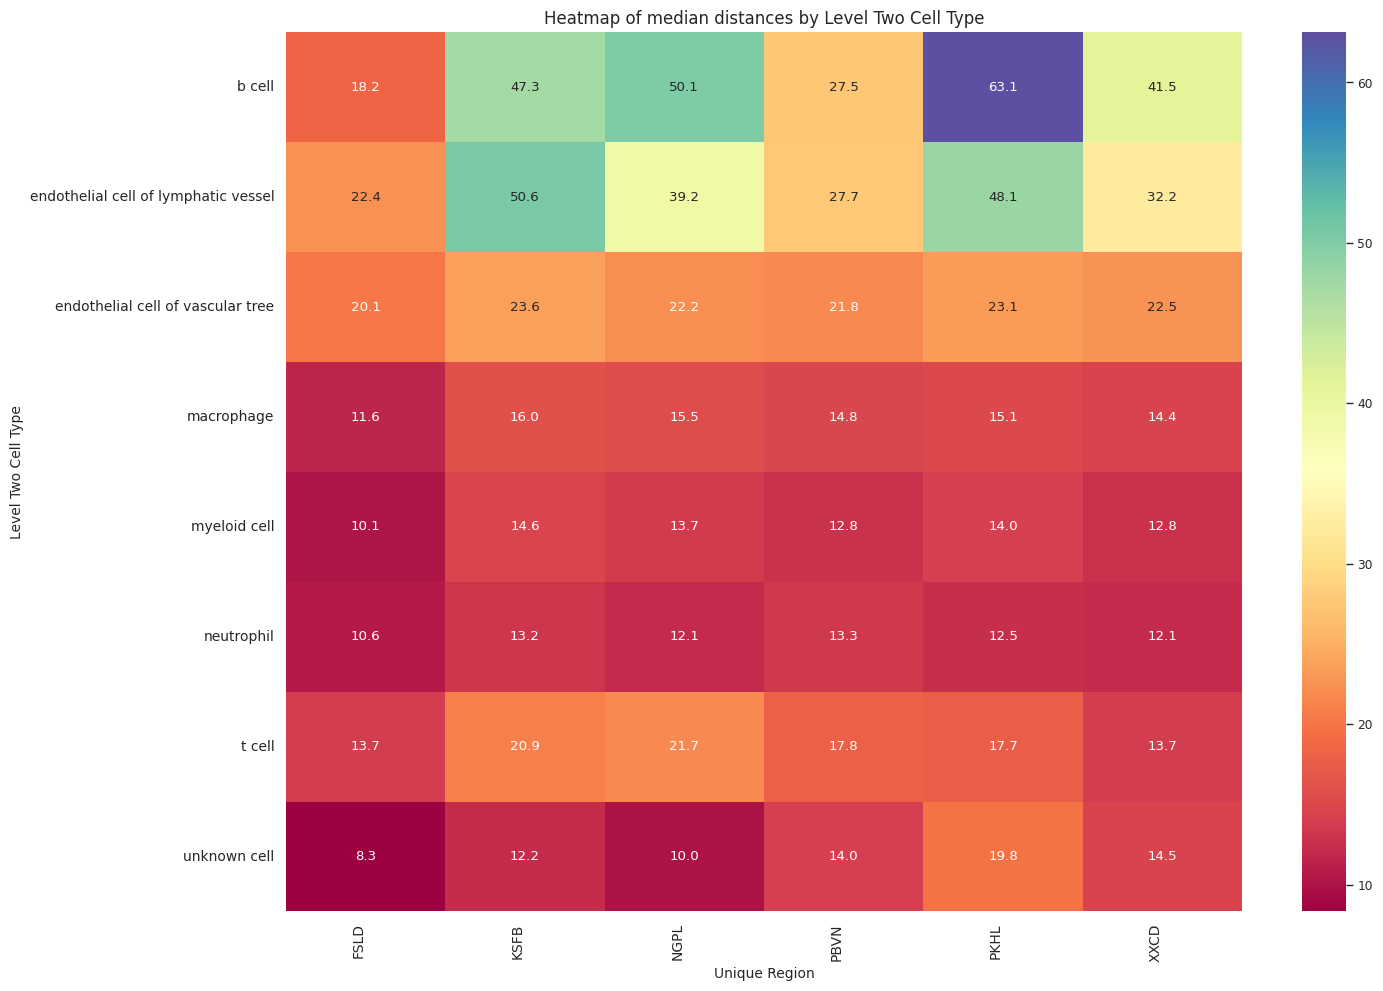 Heatmap of median distances by Level Two Cell Type
Level Two Cell Type
b cell 18.2 47.3 50.1 27.5 63.1 41.5
endothelial cell of lymphatic vessel 22.4 50.6 39.2 27.7 48.1 32.2
endothelial cell of vascular tree 20.1 23.6 22.2 21.8 23.1 22.5
macrophage 11.6 16.0 15.5 14.8 15.1 14.4
myeloid cell 10.1 14.6 13.7 12.8 14.0 12.8
neutrophil 10.6 13.2 12.1 13.3 12.5 12.1
t cell 13.7 20.9 21.7 17.8 17.7 13.7
unknown cell 8.3 12.2 10.0 14.0 19.8 14.5
FSLD KSFB NGPL PBVN PKHL XXCD
Unique Region
60
50
40
30
20
10